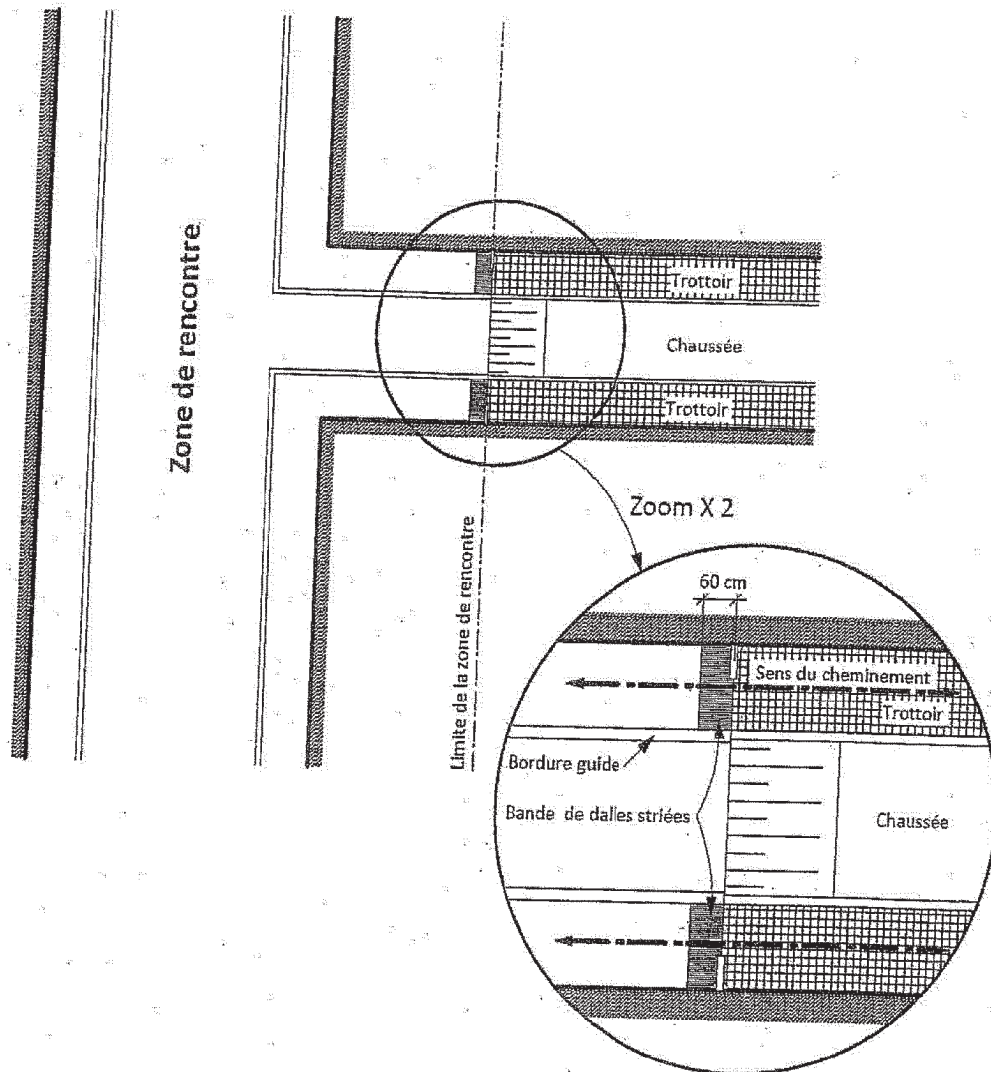 Zone de rencontre
Trottoir
Chaussée
Trottoir
Limite de la zone de rencontre
Zoom X 2
60 cm
Sens du cheminement
Trottoir
Bordure guide
Bande de dalles striées
Chaussée